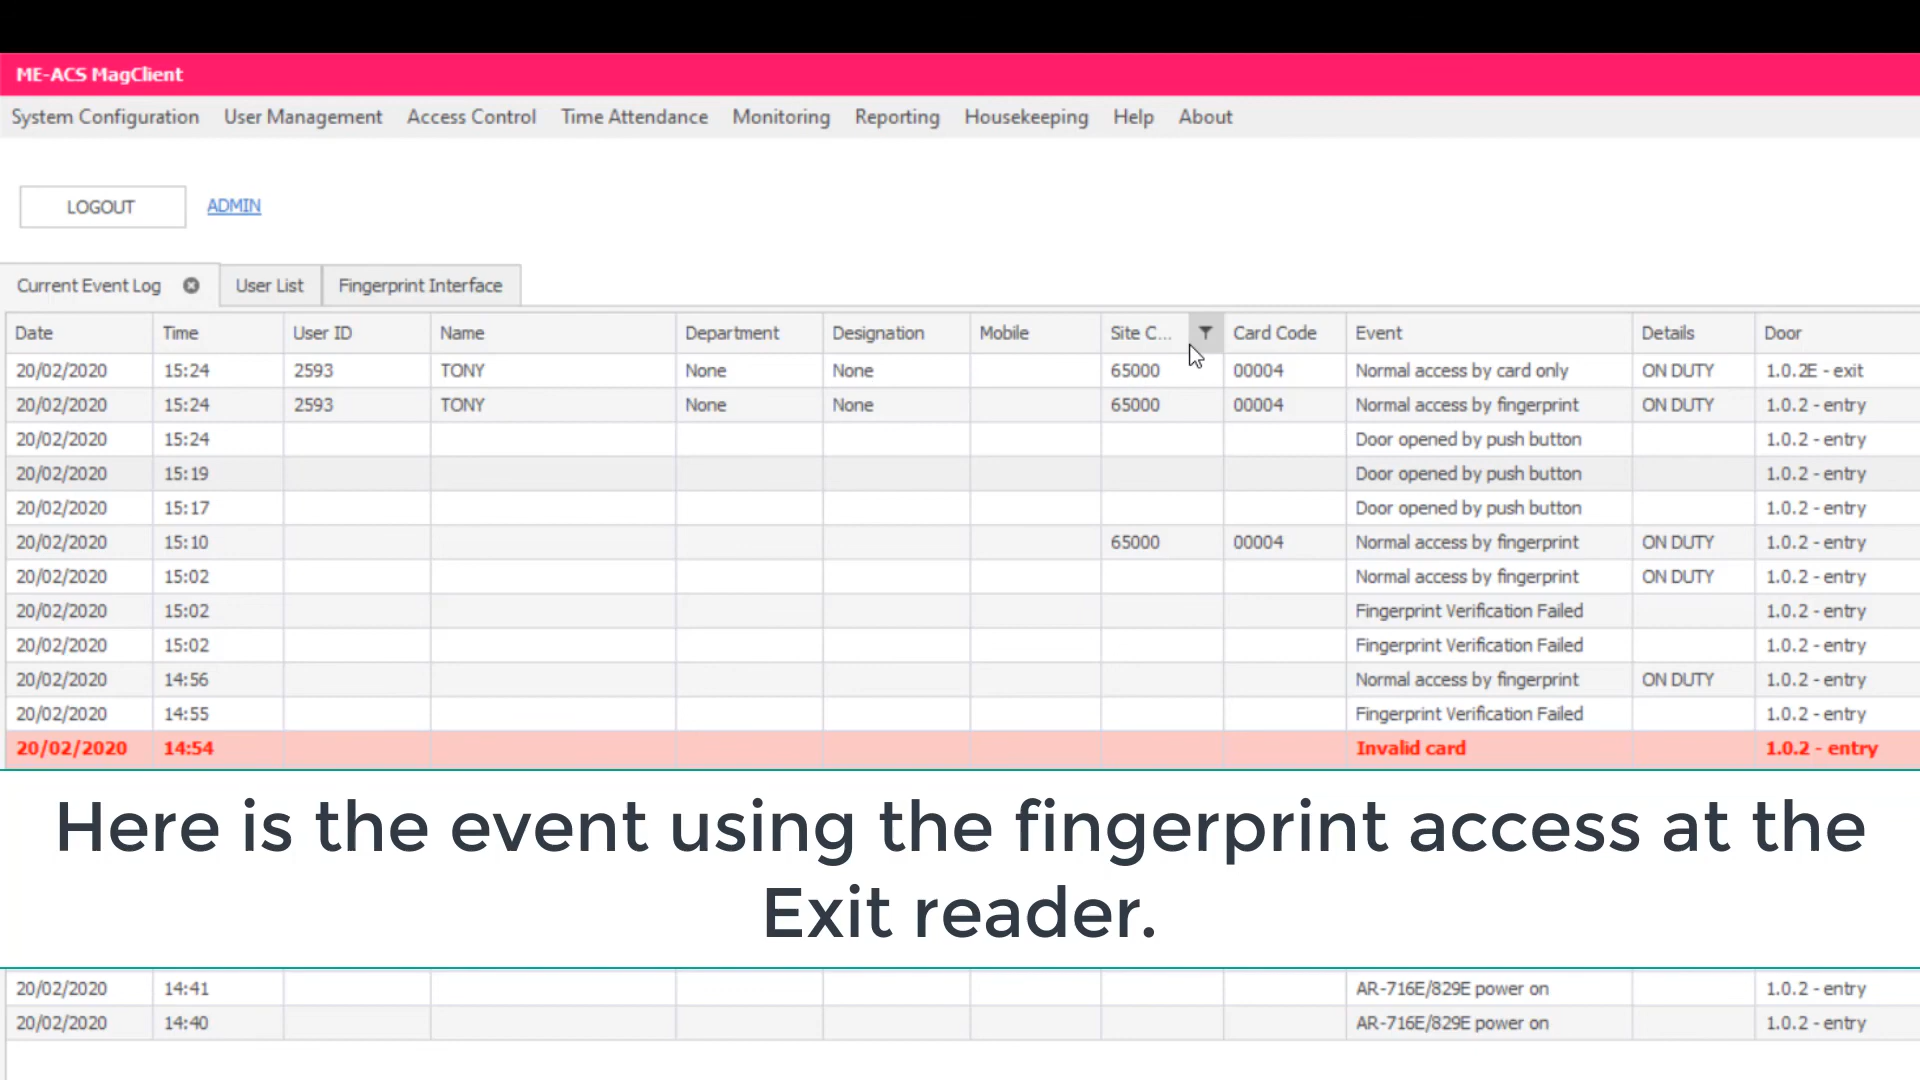 ME-ACS MagClient
System Configuration User Management Access Control Time Attendance Monitoring Reporting Housekeeping Help About
LOGOUT ADMIN
Current Event Log User List Fingerprint Interface
Date Time User ID Name Department Designation Mobile Site C... Card Code Event Details Door
20/02/2020 15:24 2593 TONY None None 65000 00004 Normal access by card only ON DUTY 1.0.2E - exit
20/02/2020 15:24 2593 TONY None None 65000 00004 Normal access by fingerprint ON DUTY 1.0.2 - entry
20/02/2020 15:24 Door opened by push button 1.0.2 - entry
20/02/2020 15:19 Door opened by push button 1.0.2 - entry
20/02/2020 15:17 Door opened by push button 1.0.2 - entry
20/02/2020 15:10 65000 00004 Normal access by fingerprint ON DUTY 1.0.2 - entry
20/02/2020 15:02 Normal access by fingerprint ON DUTY 1.0.2 - entry
20/02/2020 15:02 Fingerprint Verification Failed 1.0.2 - entry
20/02/2020 15:02 Fingerprint Verification Failed 1.0.2 - entry
20/02/2020 14:56 Normal access by fingerprint ON DUTY 1.0.2 - entry
20/02/2020 14:55 Fingerprint Verification Failed 1.0.2 - entry
20/02/2020 14:54 Invalid card 1.0.2 - entry
Here is the event using the fingerprint access at the
Exit reader.
20/02/2020 14:41 AR-716E/829E power on 1.0.2 - entry
20/02/2020 14:40 AR-716E/829E power on 1.0.2 - entry